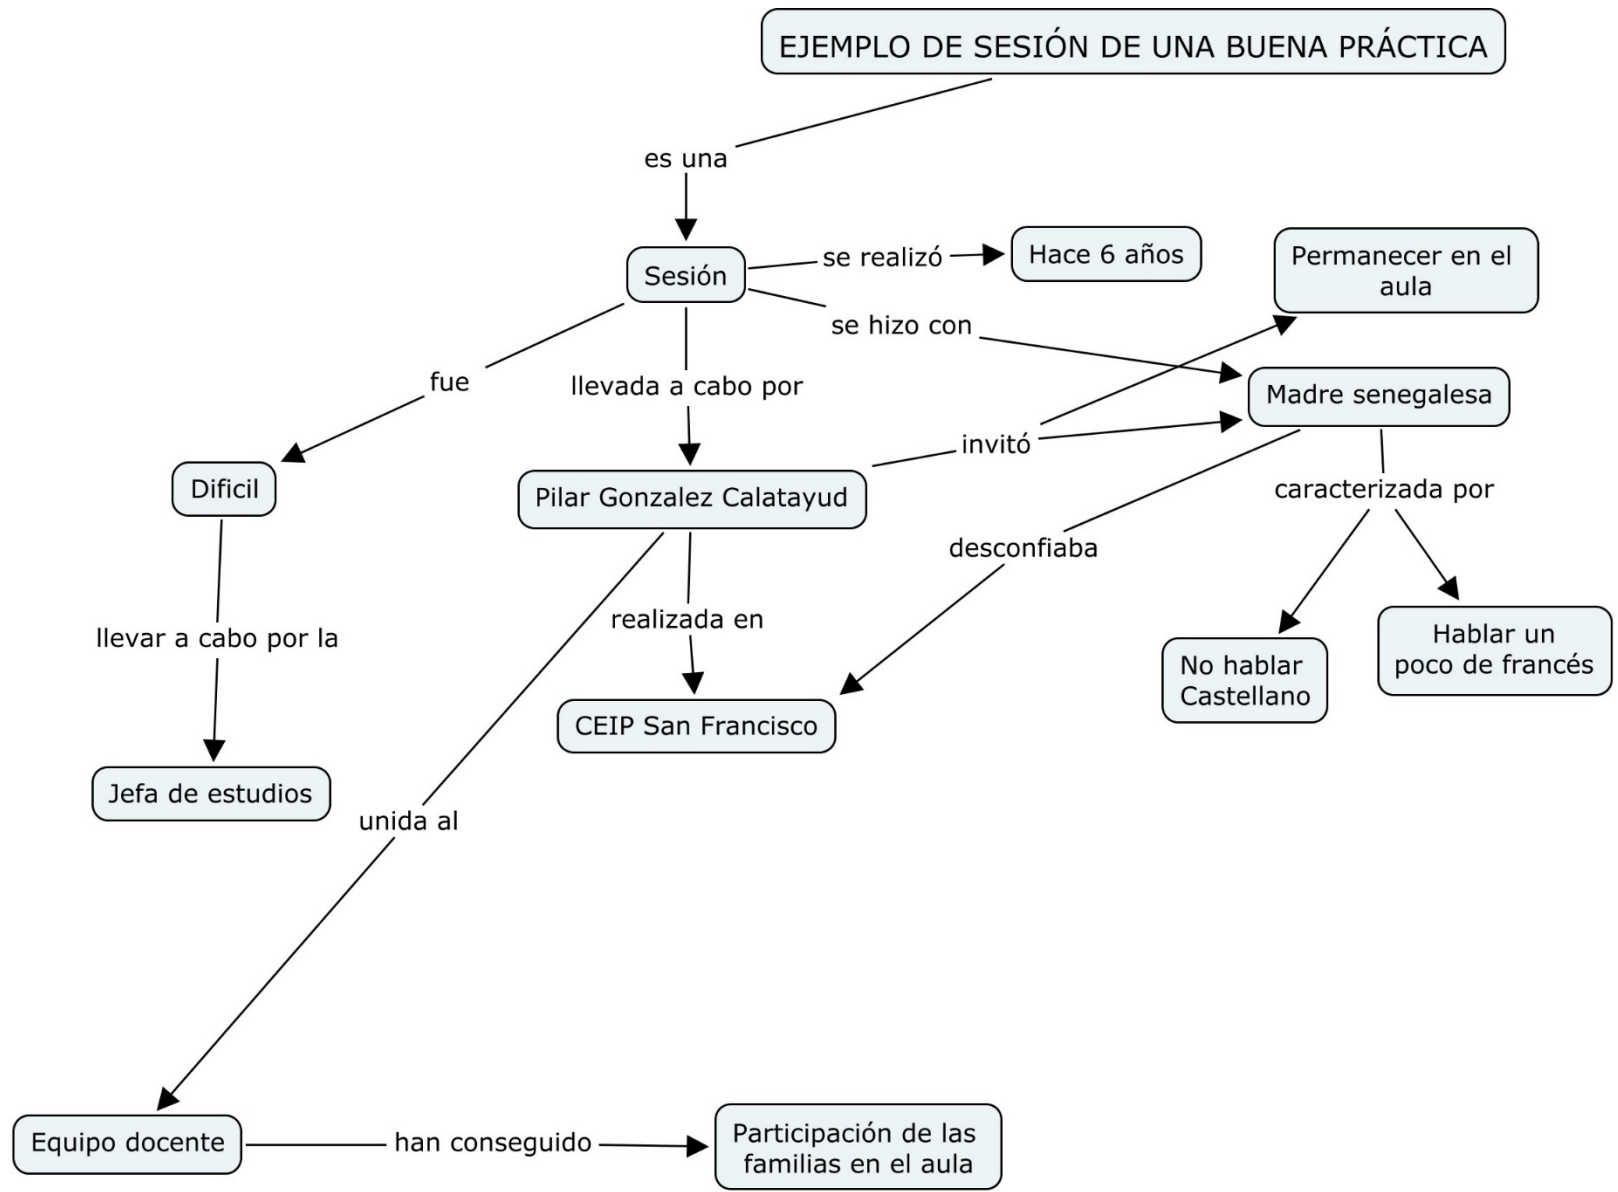 EJEMPLO DE SESIÓN DE UNA BUENA PRÁCTICA
es una
Sesión
se realizó
Hace 6 años
Permanecer en el
aula
se hizo con
fue
llevada a cabo por
Madre senegalesa
invitó
Dificil
Pilar Gonzalez Calatayud
caracterizada por
desconfiaba
realizada en
llevar a cabo por la
No hablar
Castellano
Hablar un
poco de francés
CEIP San Francisco
Jefa de estudios
unida al
Equipo docente
han conseguido
Participación de las
familias en el aula